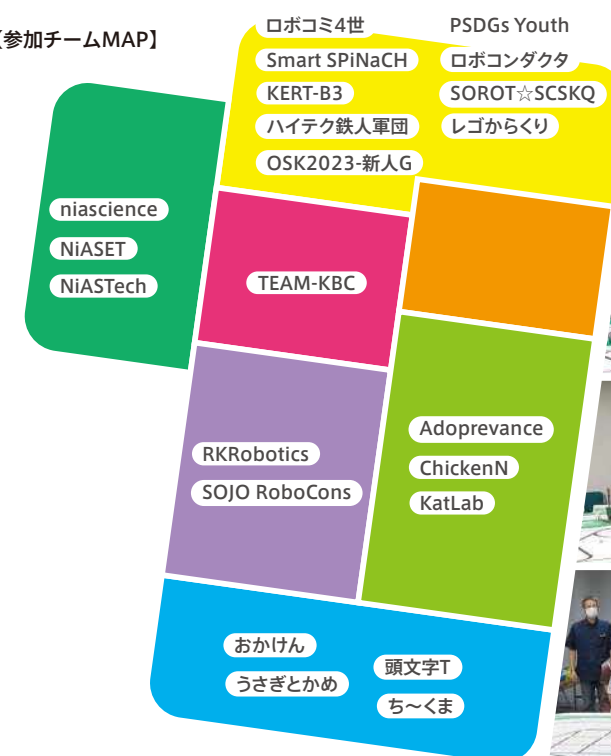 参加チームMAP】
ロボコミ4世
Smart SPiNaCH
KERT-B3
ハイテク鉄人軍団
OSK2023-新人G
PSDGs Youth
ロボコンダクタ
SOROT☆SCSKQ
レゴからくり
niascience
NiASET
NiASTech
TEAM-KBC
RKRobotics
SOJO RoboCons
Adoprevance
ChickenN
KatLab
おかけん
うさぎとかめ
頭文字T
ち〜くま